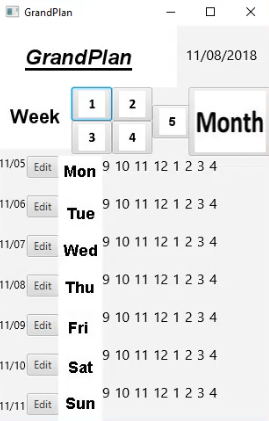 GrandPlan
GrandPlan
11/08/2018
Week 1 2 3 4 5 Month
11/05 Edit Mon 9 10 11 12 1 2 3 4
11/06 Edit Tue 9 10 11 12 1 2 3 4
11/07 Edit Wed 9 10 11 12 1 2 3 4
11/08 Edit Thu 9 10 11 12 1 2 3 4
11/09 Edit Fri 9 10 11 12 1 2 3 4
11/10 Edit Sat 9 10 11 12 1 2 3 4
11/11 Edit Sun 9 10 11 12 1 2 3 4